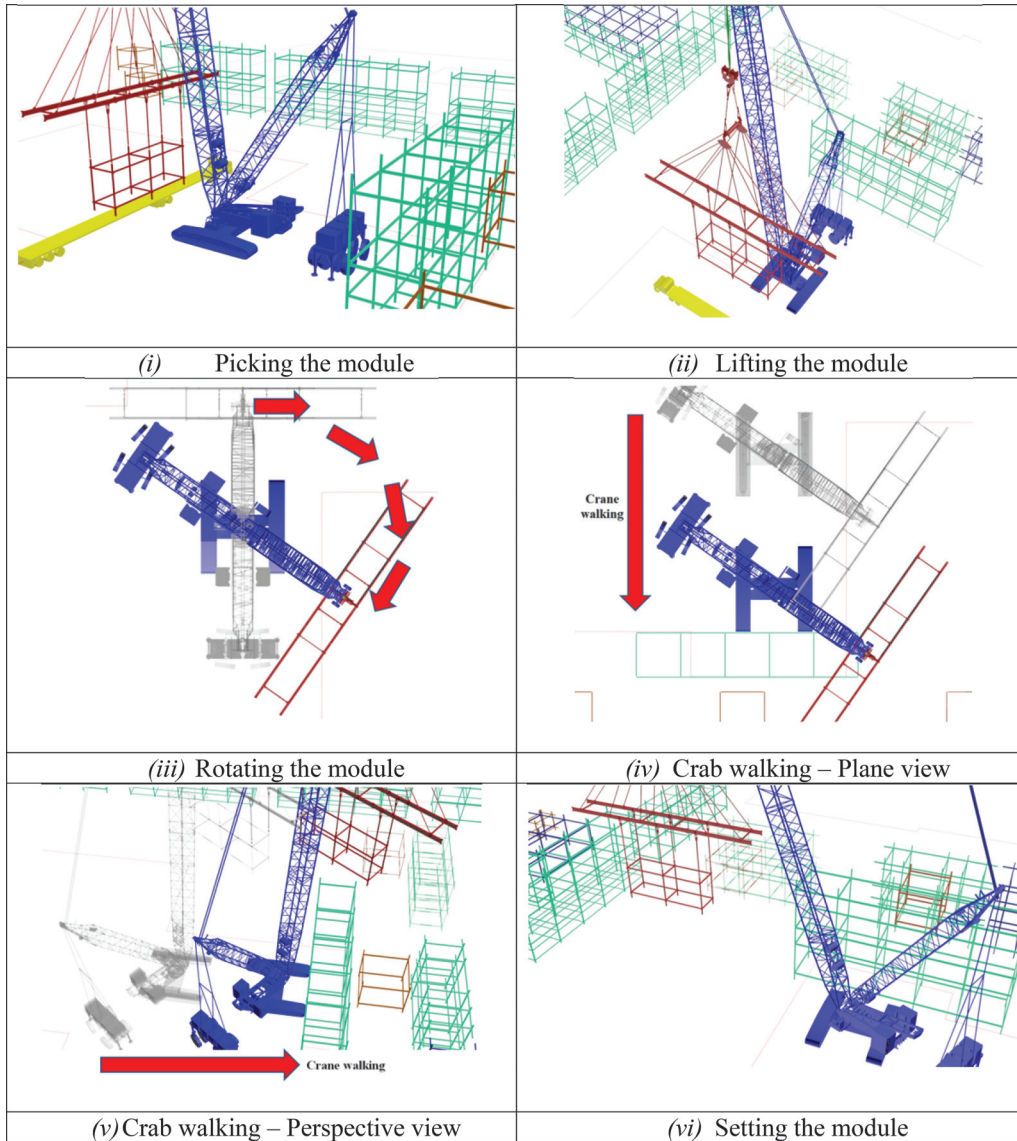 (i) Picking the module
(ii) Lifting the module
(iii) Rotating the module
Crane
walking
(iv) Crab walking – Plane view
Crane walking
(v) Crab walking – Perspective view
(vi) Setting the module